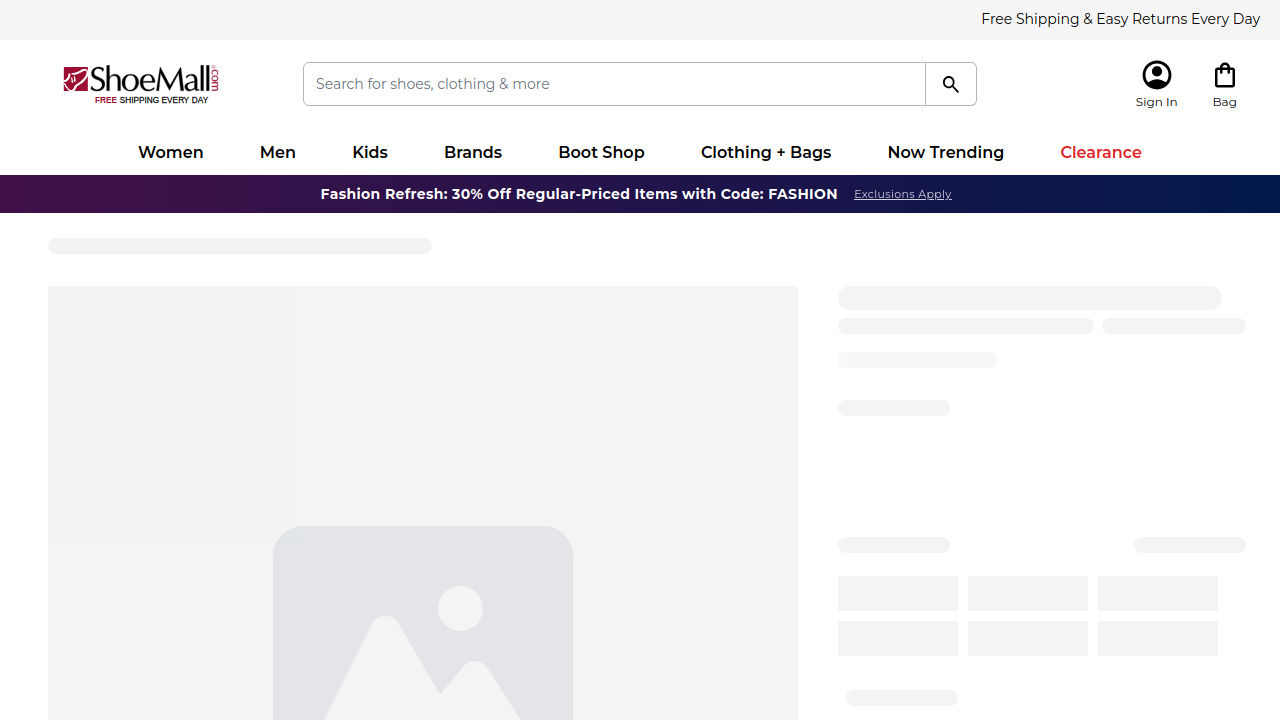 Free Shipping & Easy Returns Every Day
ShoeMall.com
FREE SHIPPING EVERY DAY
Search for shoes, clothing & more
Sign In
Bag
Women
Men
Kids
Brands
Boot Shop
Clothing + Bags
Now Trending
Clearance
Fashion Refresh: 30% Off Regular-Priced Items with Code: FASHION
Exclusions Apply